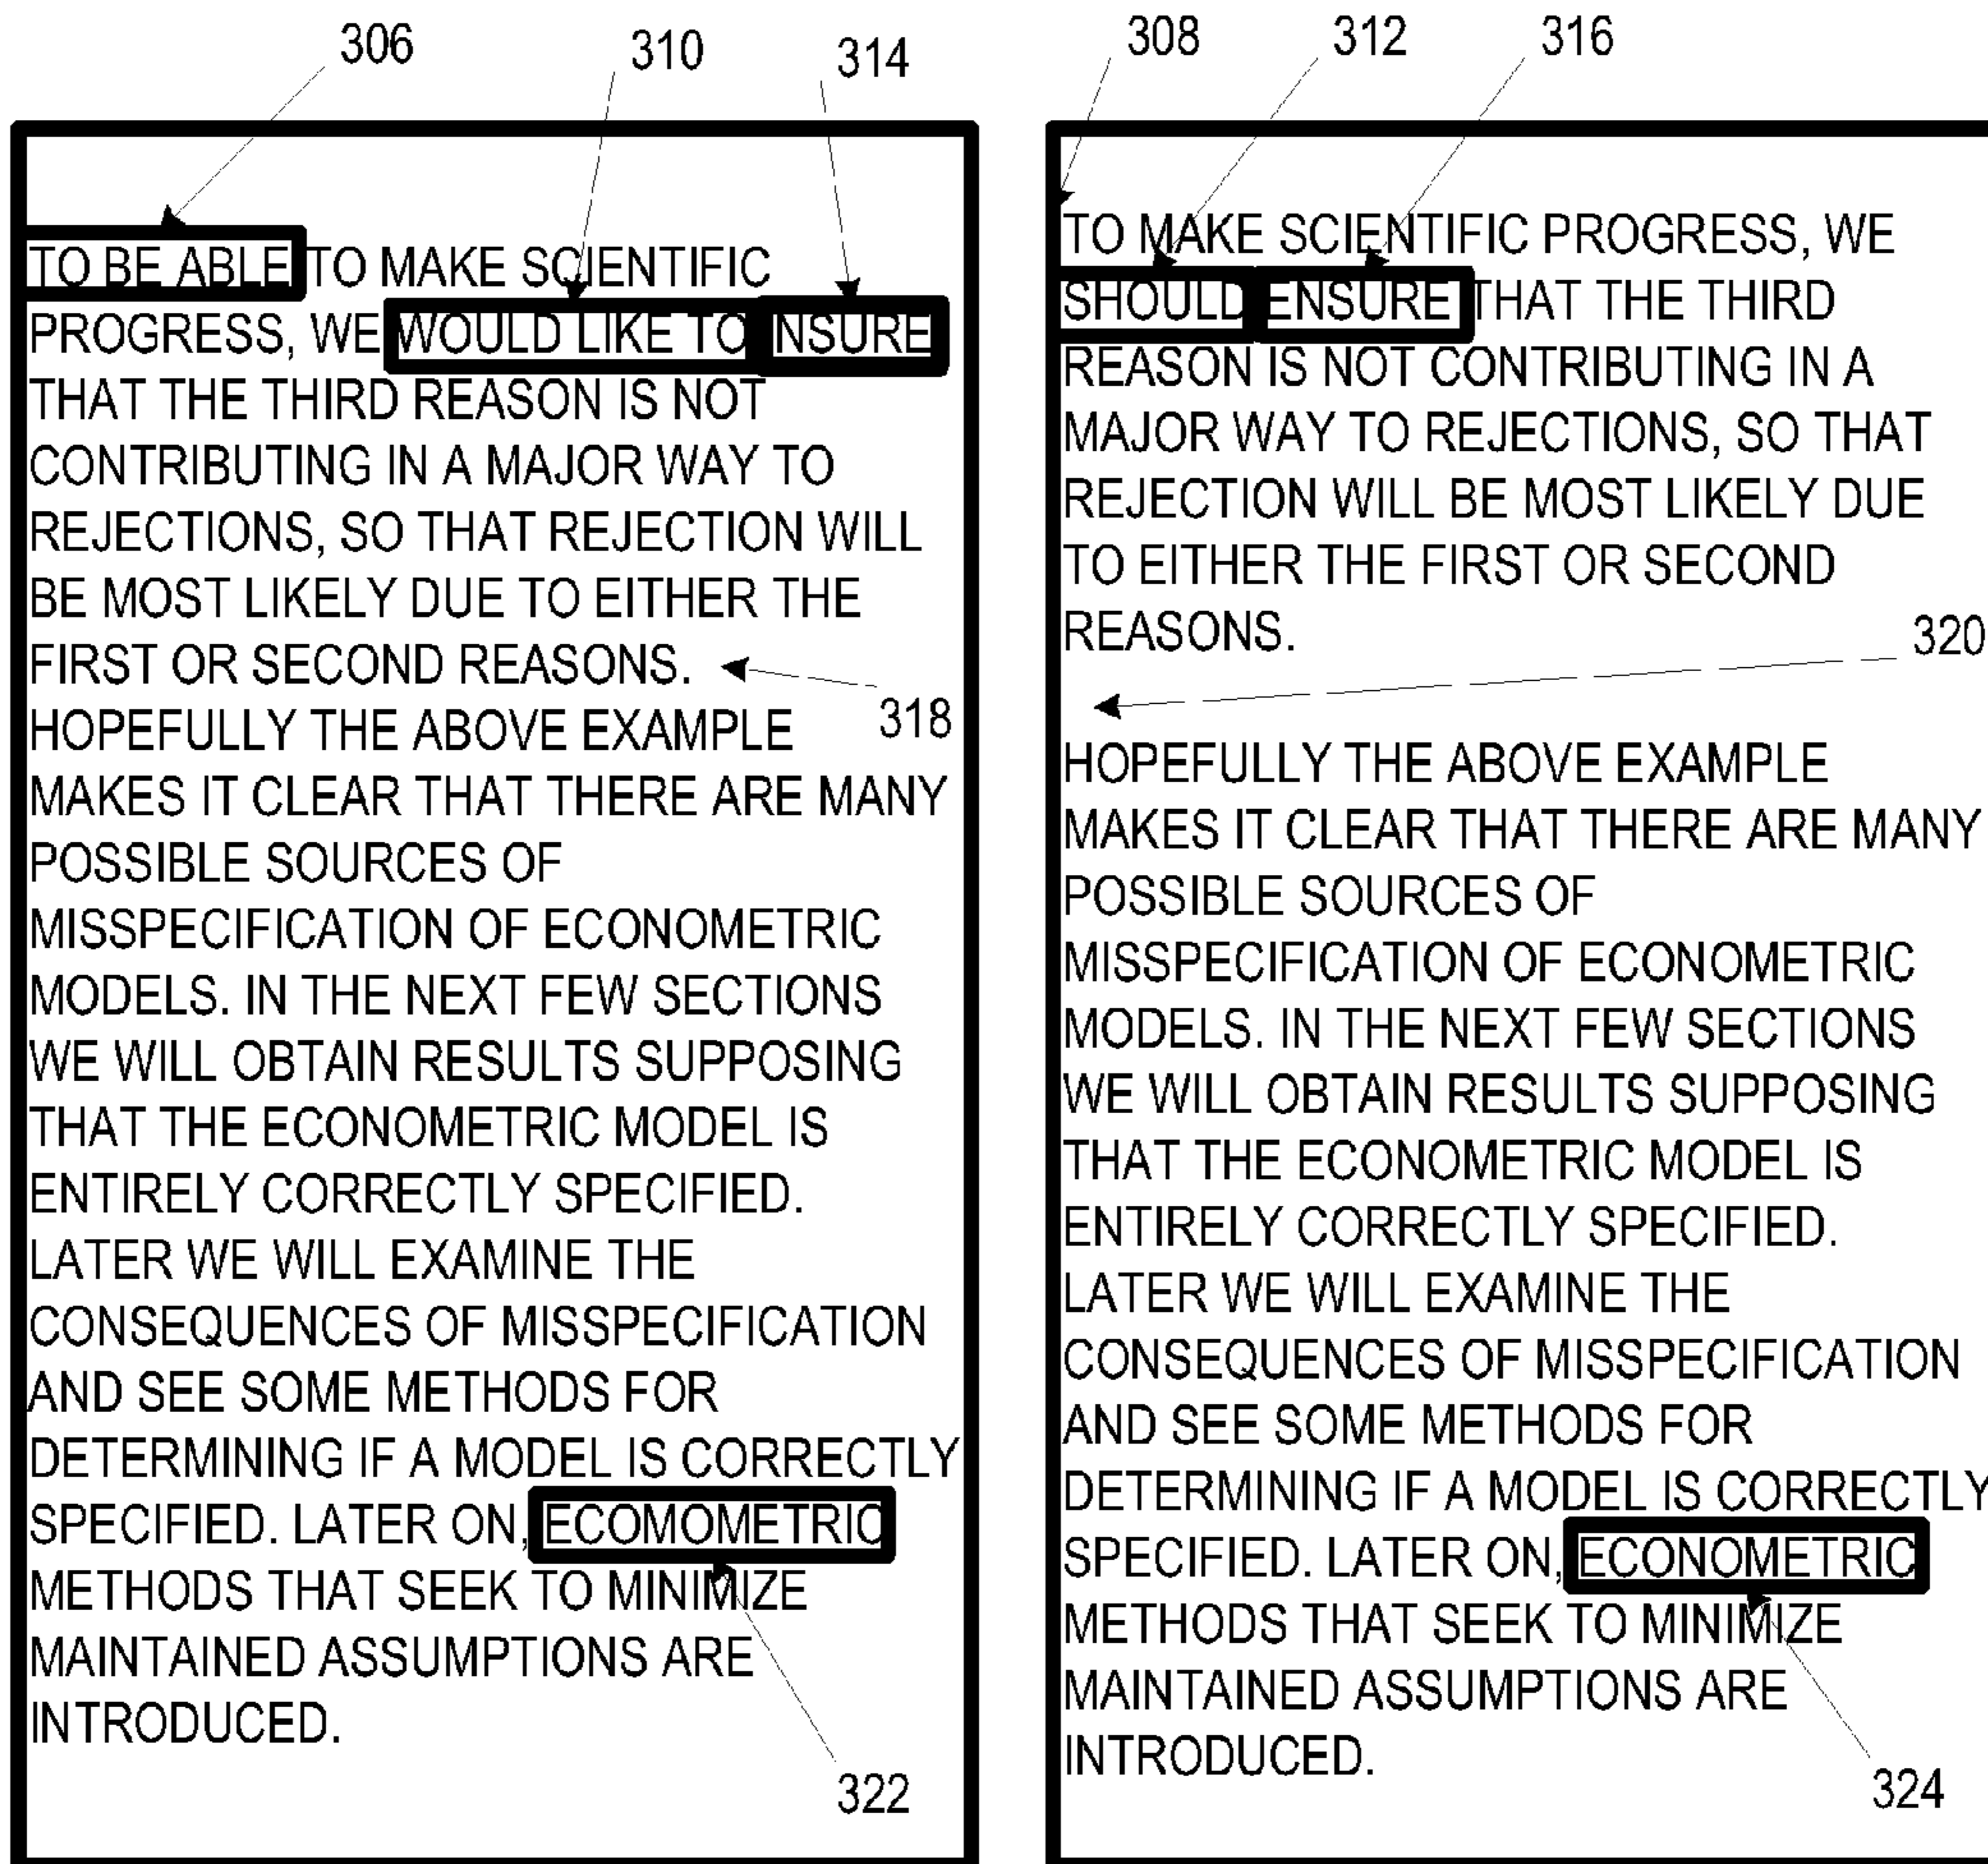 306
310
314
TO BE ABLE TO MAKE SCIENTIFIC
PROGRESS, WE WOULD LIKE TO NSURE
THAT THE THIRD REASON IS NOT
CONTRIBUTING IN A MAJOR WAY TO
REJECTIONS, SO THAT REJECTION WILL
BE MOST LIKELY DUE TO EITHER THE
FIRST OR SECOND REASONS.
318
HOPEFULLY THE ABOVE EXAMPLE
MAKES IT CLEAR THAT THERE ARE MANY
POSSIBLE SOURCES OF
MISSPECIFICATION OF ECONOMETRIC
MODELS. IN THE NEXT FEW SECTIONS
WE WILL OBTAIN RESULTS SUPPOSING
THAT THE ECONOMETRIC MODEL IS
ENTIRELY CORRECTLY SPECIFIED.
LATER WE WILL EXAMINE THE
CONSEQUENCES OF MISSPECIFICATION
AND SEE SOME METHODS FOR
DETERMINING IF A MODEL IS CORRECTLY
SPECIFIED. LATER ON, ECOMOMETRIC
METHODS THAT SEEK TO MINIMIZE
MAINTAINED ASSUMPTIONS ARE
INTRODUCED.
322
308
312
316
TO MAKE SCIENTIFIC PROGRESS, WE
SHOULD ENSURE THAT THE THIRD
REASON IS NOT CONTRIBUTING IN A
MAJOR WAY TO REJECTIONS, SO THAT
REJECTION WILL BE MOST LIKELY DUE
TO EITHER THE FIRST OR SECOND
REASONS.
320
HOPEFULLY THE ABOVE EXAMPLE
MAKES IT CLEAR THAT THERE ARE MANY
POSSIBLE SOURCES OF
MISSPECIFICATION OF ECONOMETRIC
MODELS. IN THE NEXT FEW SECTIONS
WE WILL OBTAIN RESULTS SUPPOSING
THAT THE ECONOMETRIC MODEL IS
ENTIRELY CORRECTLY SPECIFIED.
LATER WE WILL EXAMINE THE
CONSEQUENCES OF MISSPECIFICATION
AND SEE SOME METHODS FOR
DETERMINING IF A MODEL IS CORRECTLY
SPECIFIED. LATER ON, ECONOMETRIC
METHODS THAT SEEK TO MINIMIZE
MAINTAINED ASSUMPTIONS ARE
INTRODUCED.
324